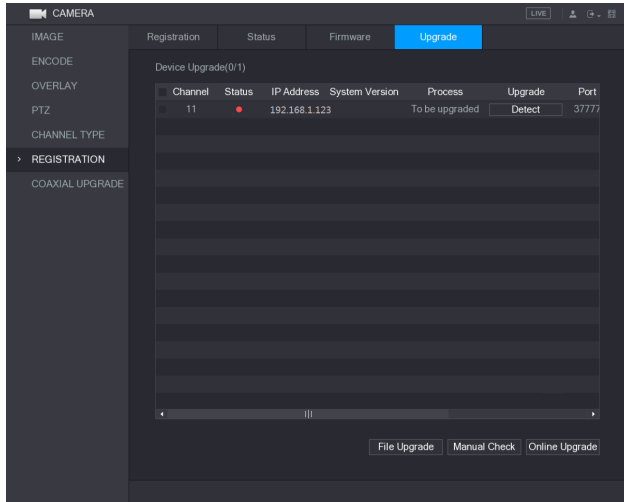 CAMERA LIVE
IMAGE
ENCODE
OVERLAY
PTZ
CHANNEL TYPE
> REGISTRATION
COAXIAL UPGRADE
Registration Status Firmware Upgrade
Device Upgrade(0/1)
Channel Status IP Address System Version Process Upgrade Port
11 192.168.1.123 To be upgraded Detect 37777
File Upgrade Manual Check Online Upgrade